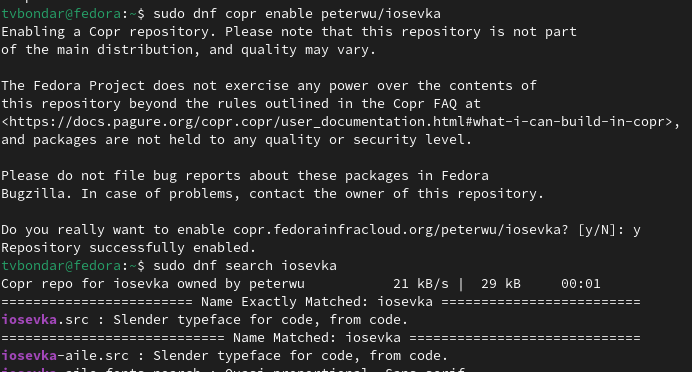 tvbondar@fedora:~$ sudo dnf copr enable peterwu/iosevka
Enabling a Copr repository. Please note that this repository is not part
of the main distribution, and quality may vary.
The Fedora Project does not exercise any power over the contents of
this repository beyond the rules outlined in the Copr FAQ at
<https://docs.pagure.org/copr.copr/user_documentation.html#what-i-can-build-in-copr>,
and packages are not held to any quality or security level.
Please do not file bug reports about these packages in Fedora
Bugzilla. In case of problems, contact the owner of this repository.
Do you really want to enable copr.fedorainfracloud.org/peterwu/iosevka? [y/N]: y
Repository successfully enabled.
tvbondar@fedora:~$ sudo dnf search iosevka
Copr repo for iosevka owned by peterwu           21 kB/s |  29 kB     00:01
======================== Name Exactly Matched: iosevka =========================
iosevka.src : Slender typeface for code, from code.
============================ Name Matched: iosevka =============================
iosevka-aile.src : Slender typeface for code, from code.